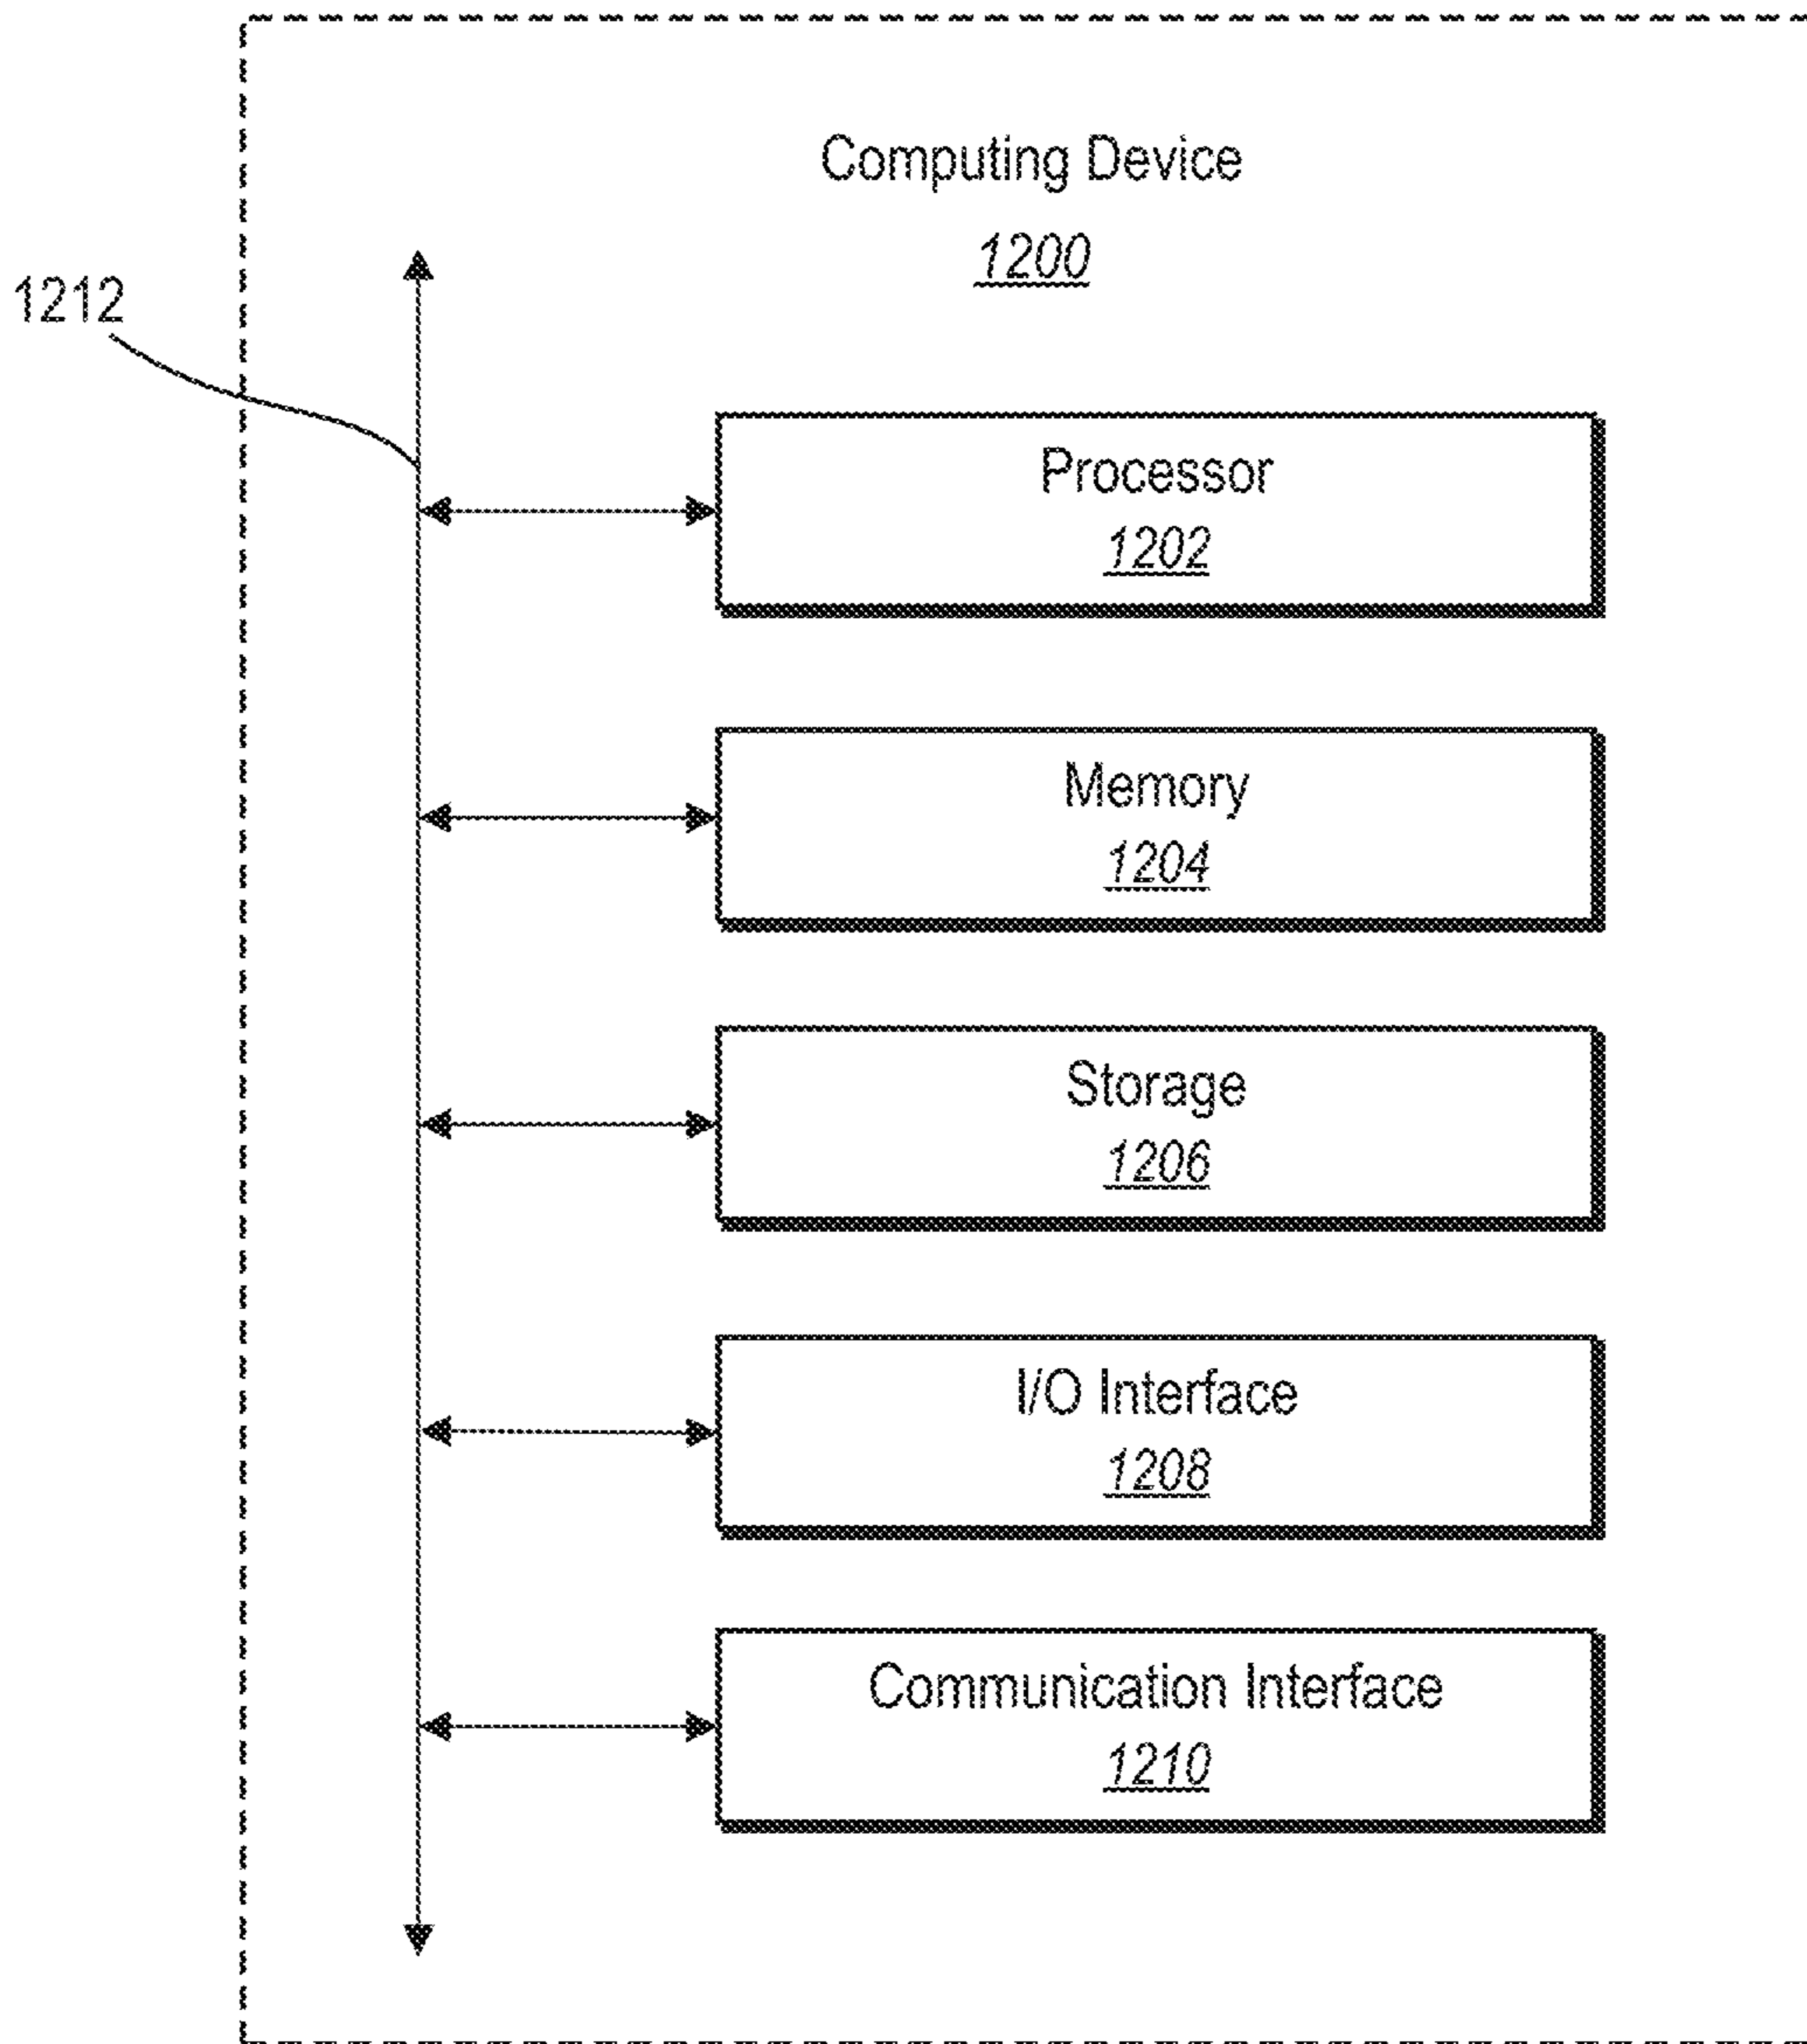 Computing Device
1200
1212
Processor
1202
Memory
1204
Storage
1206
I/O Interface
1208
Communication Interface
1210